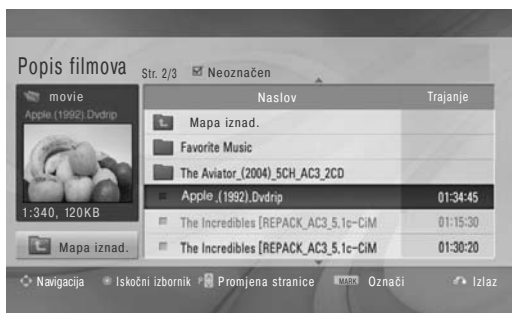 Popis filmova Str. 2/3 Neoznačen
movie
Apple.(1992).Dvdrip
1:340, 120KB
Mapa iznad.
Naslov Trajanje
Mapa iznad.
Favorite Music
The Aviator_(2004)_5CH_AC3_2CD
Apple_(1992).Dvdrip 01:34:45
The Incredibles [REPACK_AC3_5.1c-CiM 01:15:30
The Incredibles [REPACK_AC3_5.1c-CiM 01:30:20
Navigacija Iskočni izbornik P Promjena stranice MARK Označi Izlaz